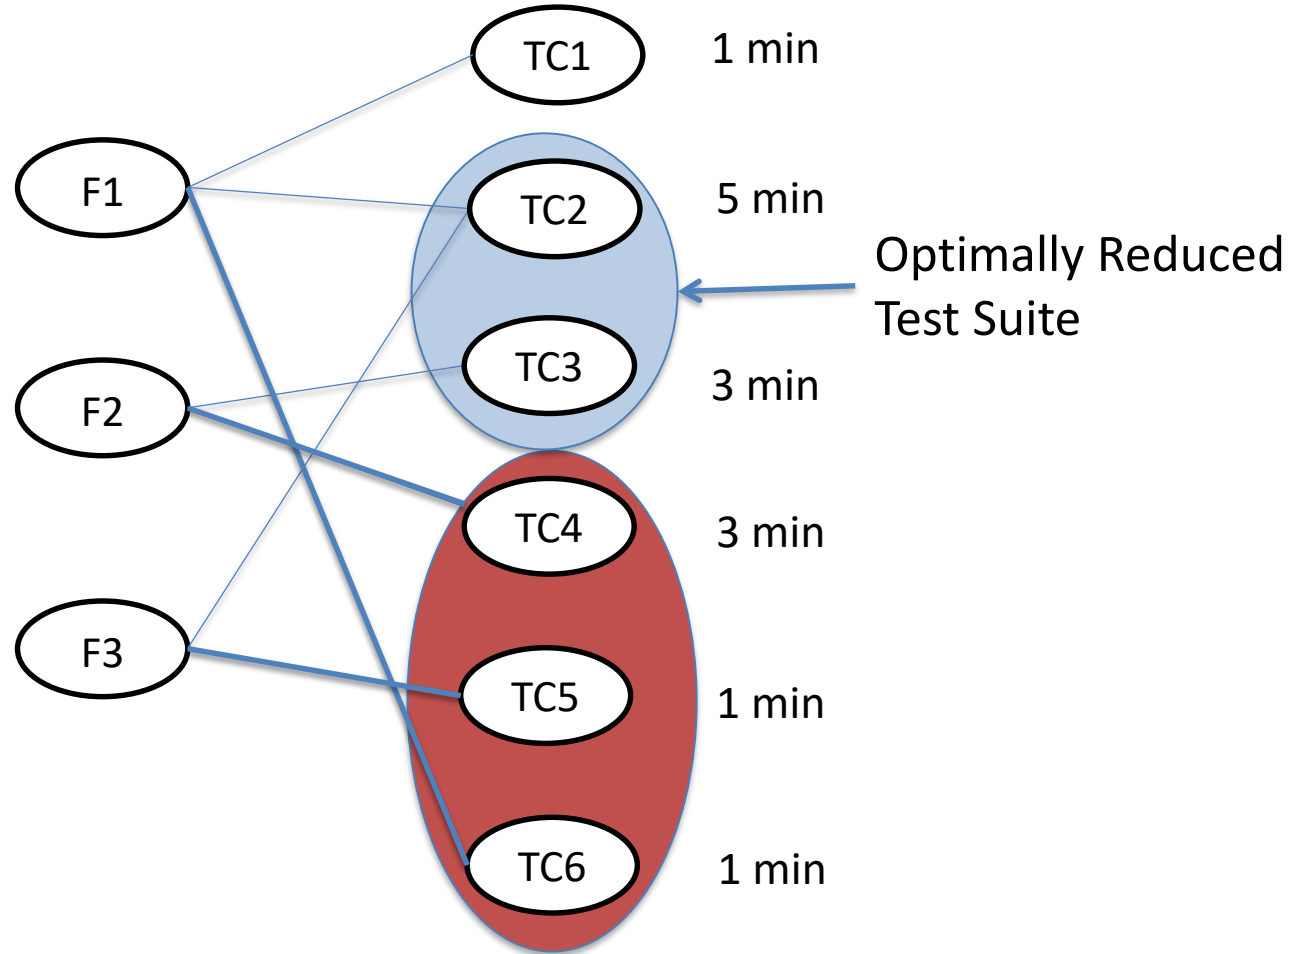 TC1 1 min
F1 TC2 5 min
Optimally Reduced
Test Suite
F2 TC3 3 min
TC4 3 min
F3 TC5 1 min
TC6 1 min